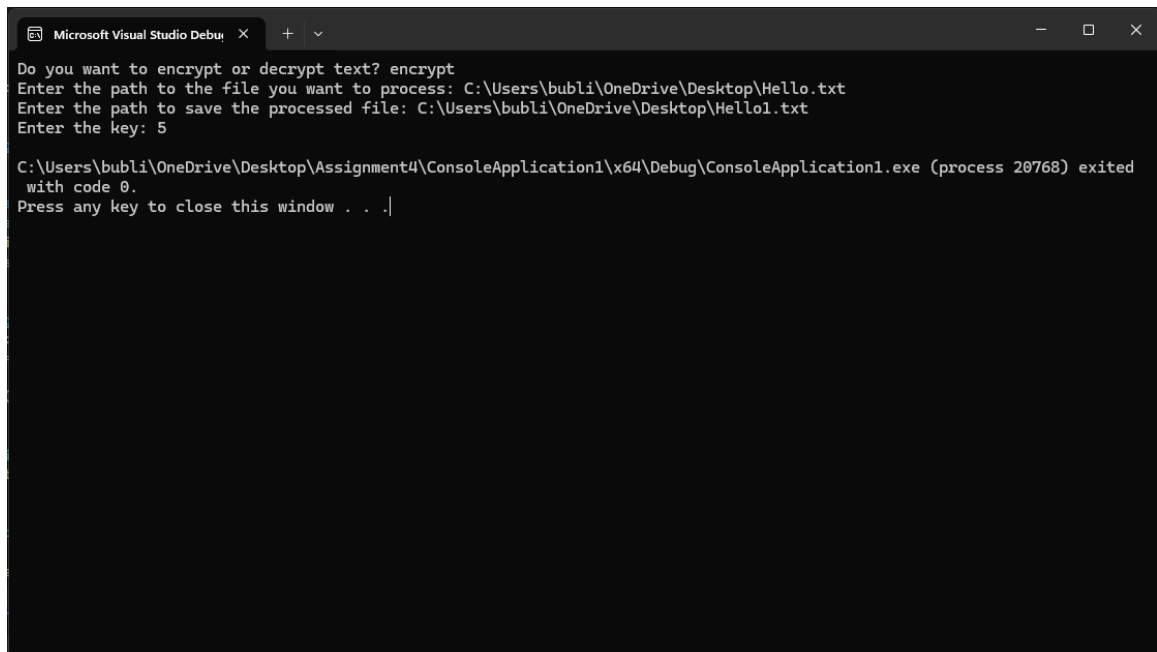 Microsoft Visual Studio Debu
Do you want to encrypt or decrypt text? encrypt
Enter the path to the file you want to process: C:\Users\bubli\OneDrive\Desktop\Hello.txt
Enter the path to save the processed file: C:\Users\bubli\OneDrive\Desktop\Hello1.txt
Enter the key: 5
C:\Users\bubli\OneDrive\Desktop\Assignment4\ConsoleApplication1\x64\Debug\ConsoleApplication1.exe (process 20768) exited
with code 0.
Press any key to close this window . . .